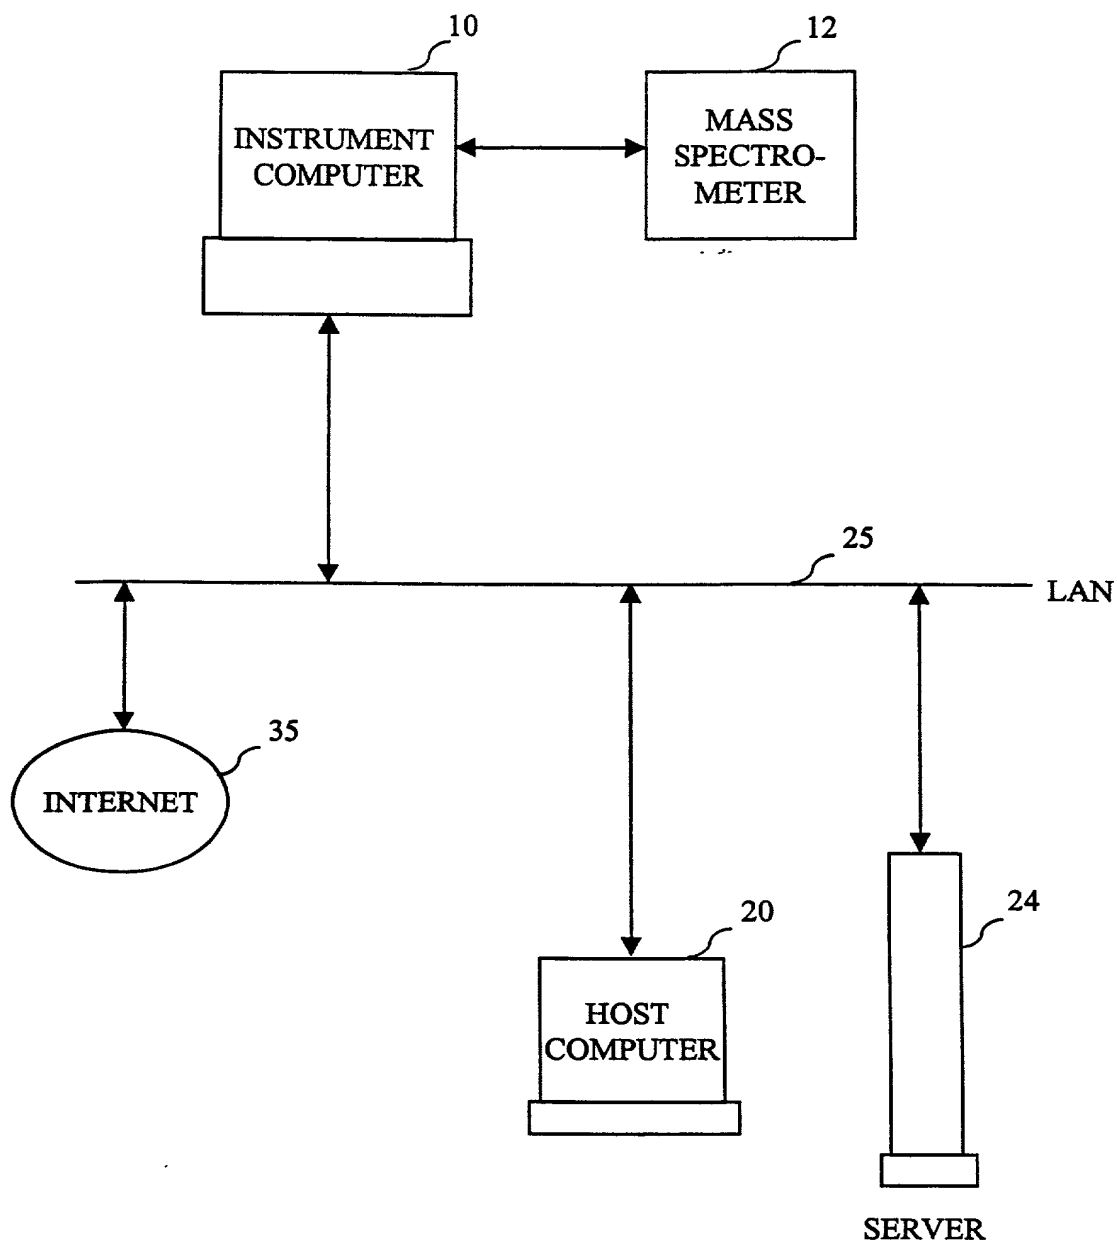 10
12
INSTRUMENT
COMPUTER
MASS
SPECTRO-
METER
25
LAN
35
INTERNET
20
24
HOST
COMPUTER
SERVER